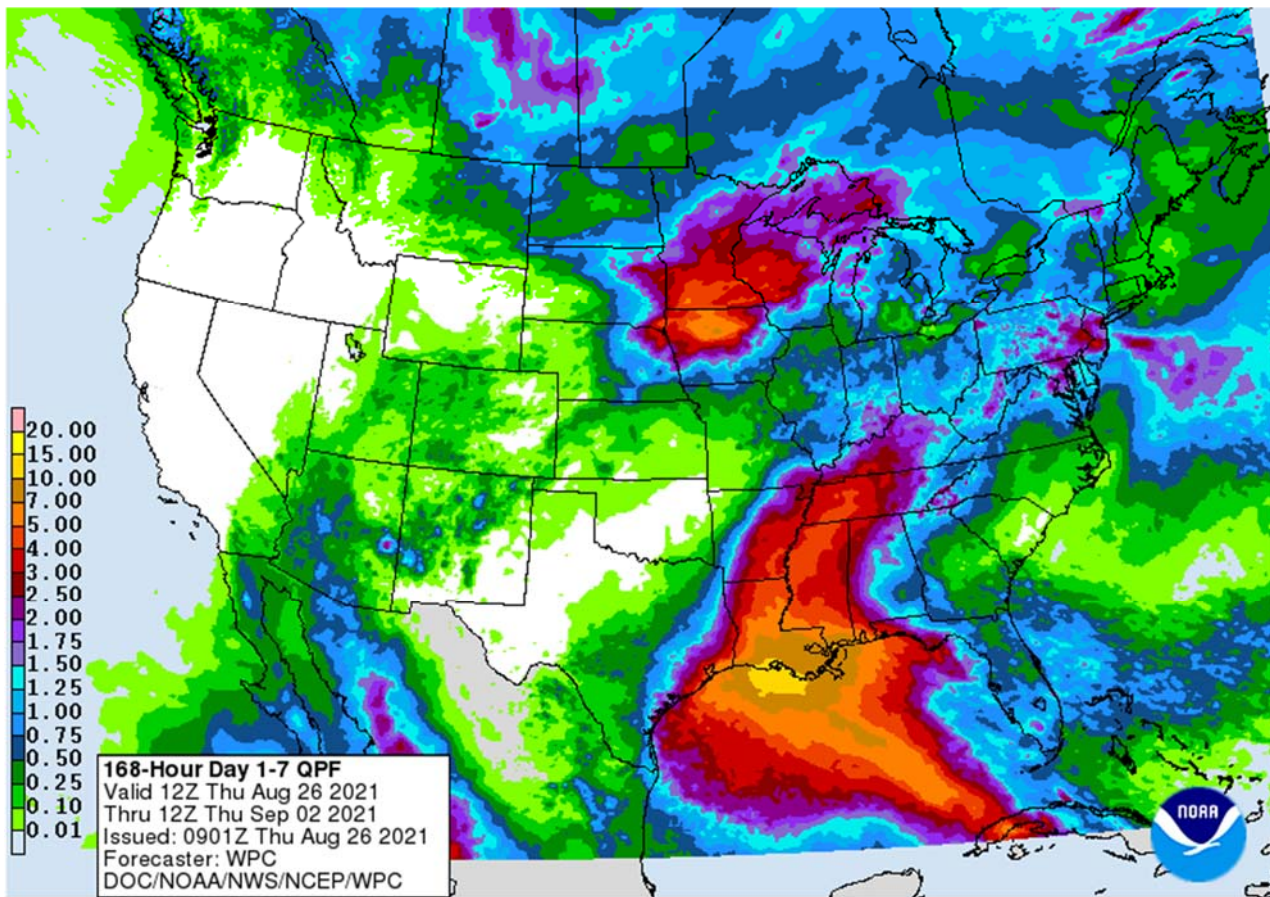 20.00
15.00
10.00
7.00
5.00
4.00
3.00
2.50
2.00
1.75
1.50
1.25
1.00
0.75
0.50
0.25
0.10
0.01
168-Hour Day 1-7 QPF
Valid 12Z Thu Aug 26 2021
Thru 12Z Thu Sep 02 2021
Issued: 0901Z Thu Aug 26 2021
Forecaster: WPC
DOC/NOAA/NWS/NCEP/WPC
NOAA